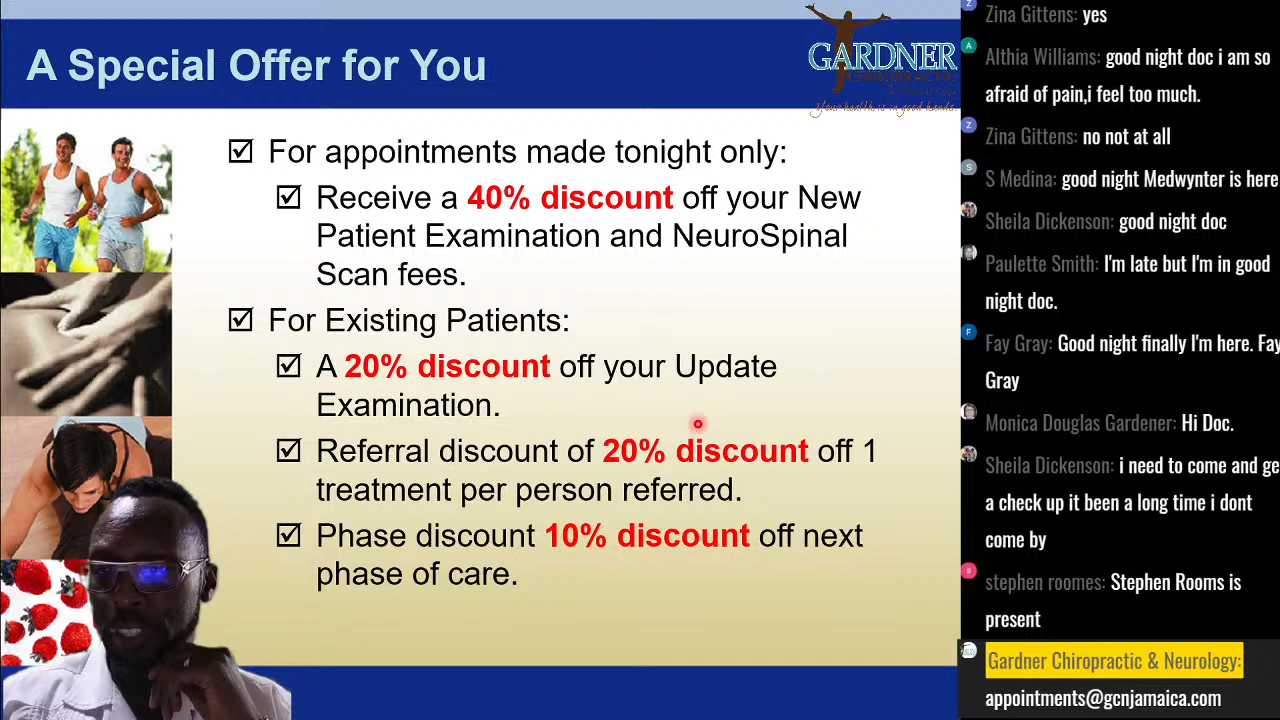 A Special Offer for You
GARDNER
CHIROPRACTIC
Your health is in good hands.
☑ For appointments made tonight only:
☑ Receive a 40% discount off your New
Patient Examination and NeuroSpinal
Scan fees.
☑ For Existing Patients:
☑ A 20% discount off your Update
Examination.
☑ Referral discount of 20% discount off 1
treatment per person referred.
☑ Phase discount 10% discount off next
phase of care.
Z
Zina Gittens: yes
A
Althia Williams: good night doc i am so
afraid of pain,i feel too much.
Z
Zina Gittens: no not at all
S
S Medina: good night Medwynter is here
Sheila Dickenson: good night doc
Paulette Smith: I'm late but I'm in good
night doc.
F
Fay Gray: Good night finally I'm here. Fay
Gray
Monica Douglas Gardener: Hi Doc.
Sheila Dickenson: i need to come and ge
a check up it been a long time i dont
come by
s
stephen roomes: Stephen Rooms is
present
Gardner Chiropractic & Neurology:
appointments@gcnjamaica.com